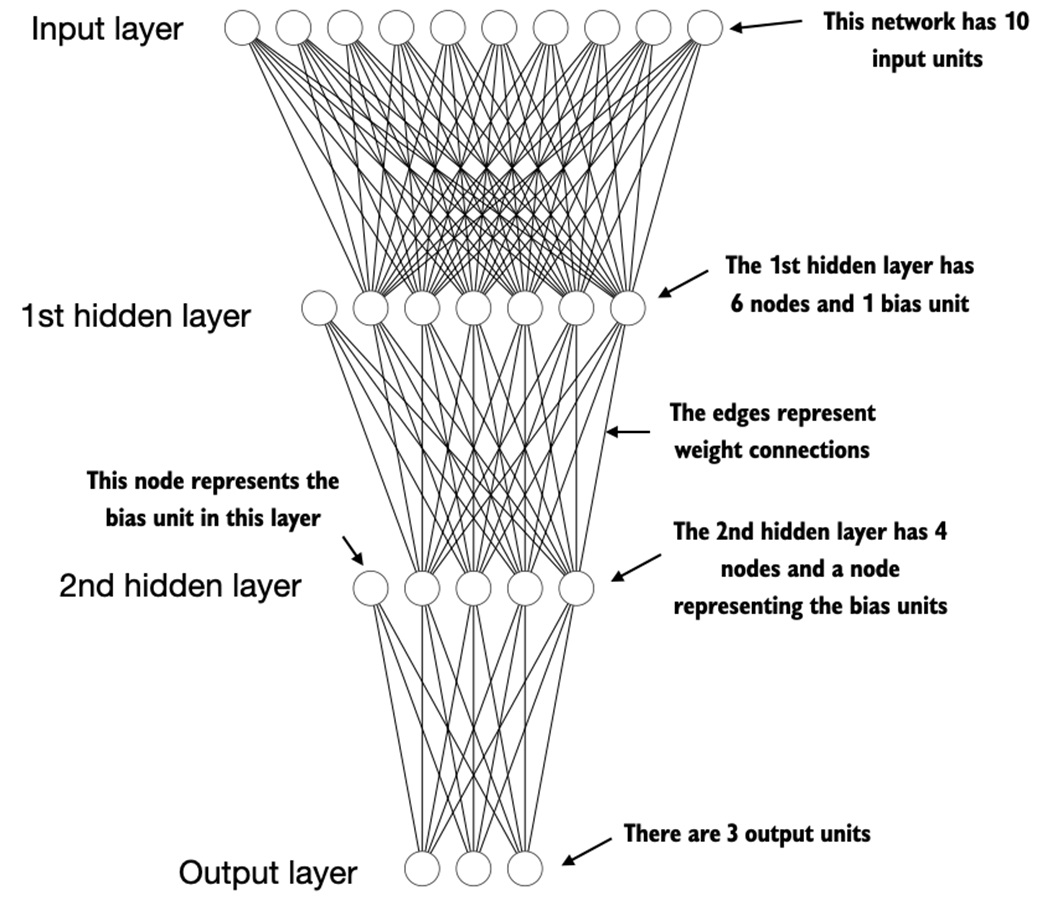 Input layer
This network has 10
input units
The 1st hidden layer has
6 nodes and 1 bias unit
1st hidden layer
The edges represent
weight connections
This node represents the
bias unit in this layer
The 2nd hidden layer has 4
nodes and a node
representing the bias units
2nd hidden layer
There are 3 output units
Output layer